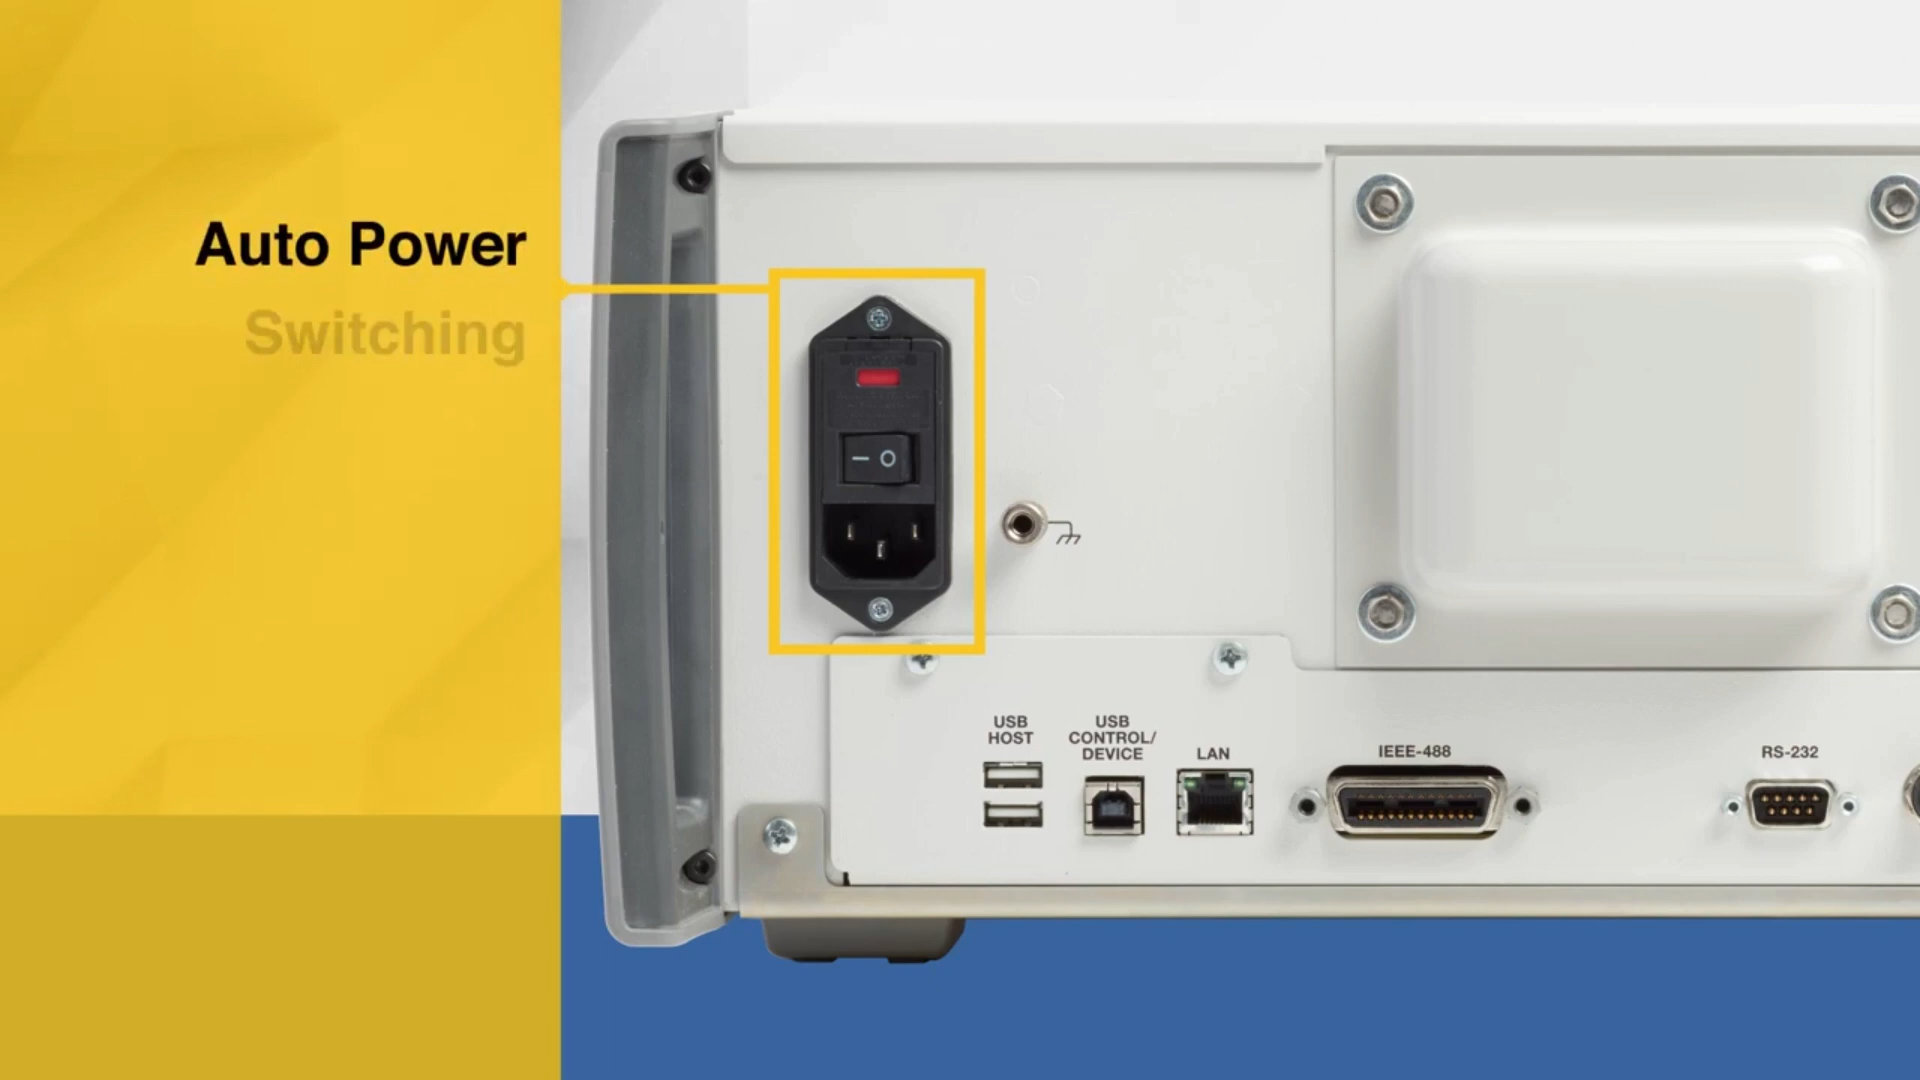 Auto Power
Switching
USB
HOST
USB
CONTROL/
DEVICE
LAN
IEEE-488
RS-232